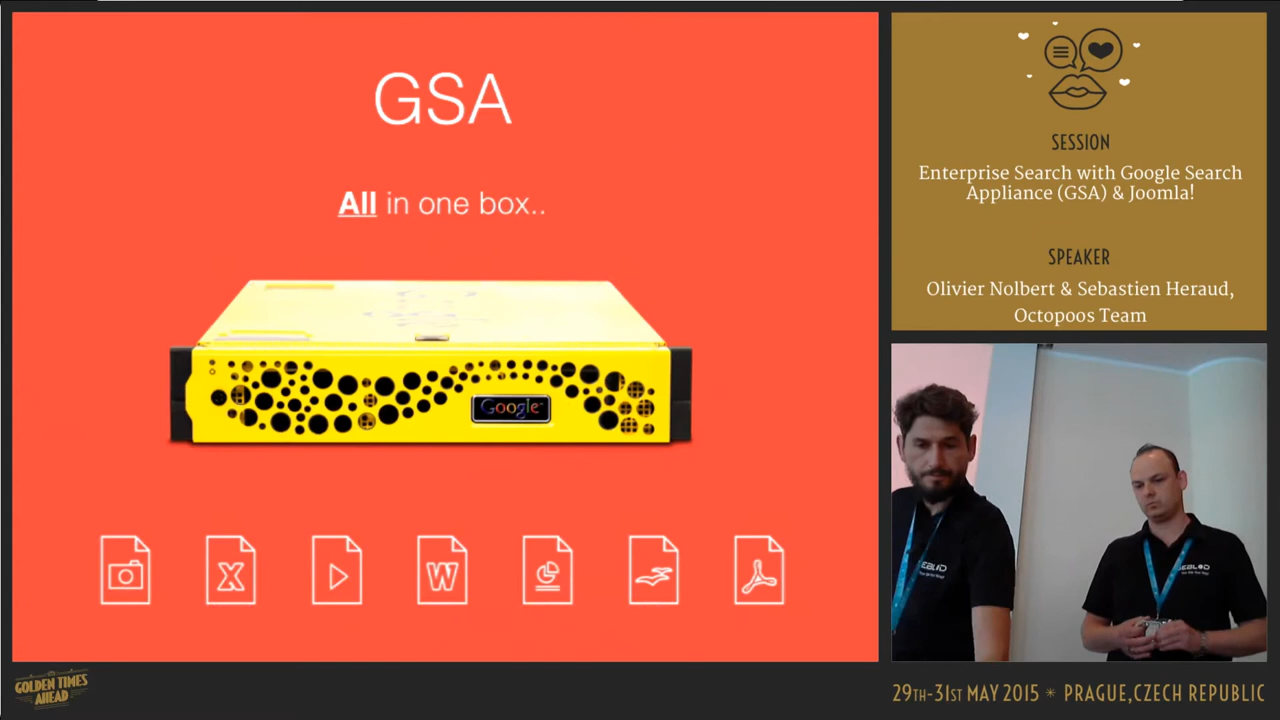 GSA
All in one box..
Google
X
W
SESSION
Enterprise Search with Google Search
Appliance (GSA) & Joomla!
SPEAKER
Olivier Nolbert & Sebastien Heraud,
Octopoos Team
GOLDEN TIMES
AHEAD
29TH-31ST MAY 2015 * PRAGUE,CZECH REPUBLIC